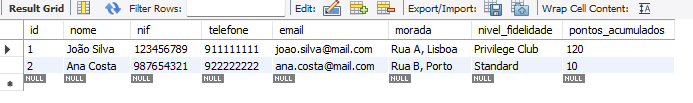 Result Grid Filter Rows: Edit: Export/Import: Wrap Cell Content:
id nome nif telefone email morada nivel_fidelidade pontos_acumulados
1 João Silva 123456789 911111111 joao.silva@mail.com Rua A, Lisboa Privilege Club 120
2 Ana Costa 987654321 922222222 ana.costa@mail.com Rua B, Porto Standard 10
NULL NULL NULL NULL NULL NULL NULL NULL